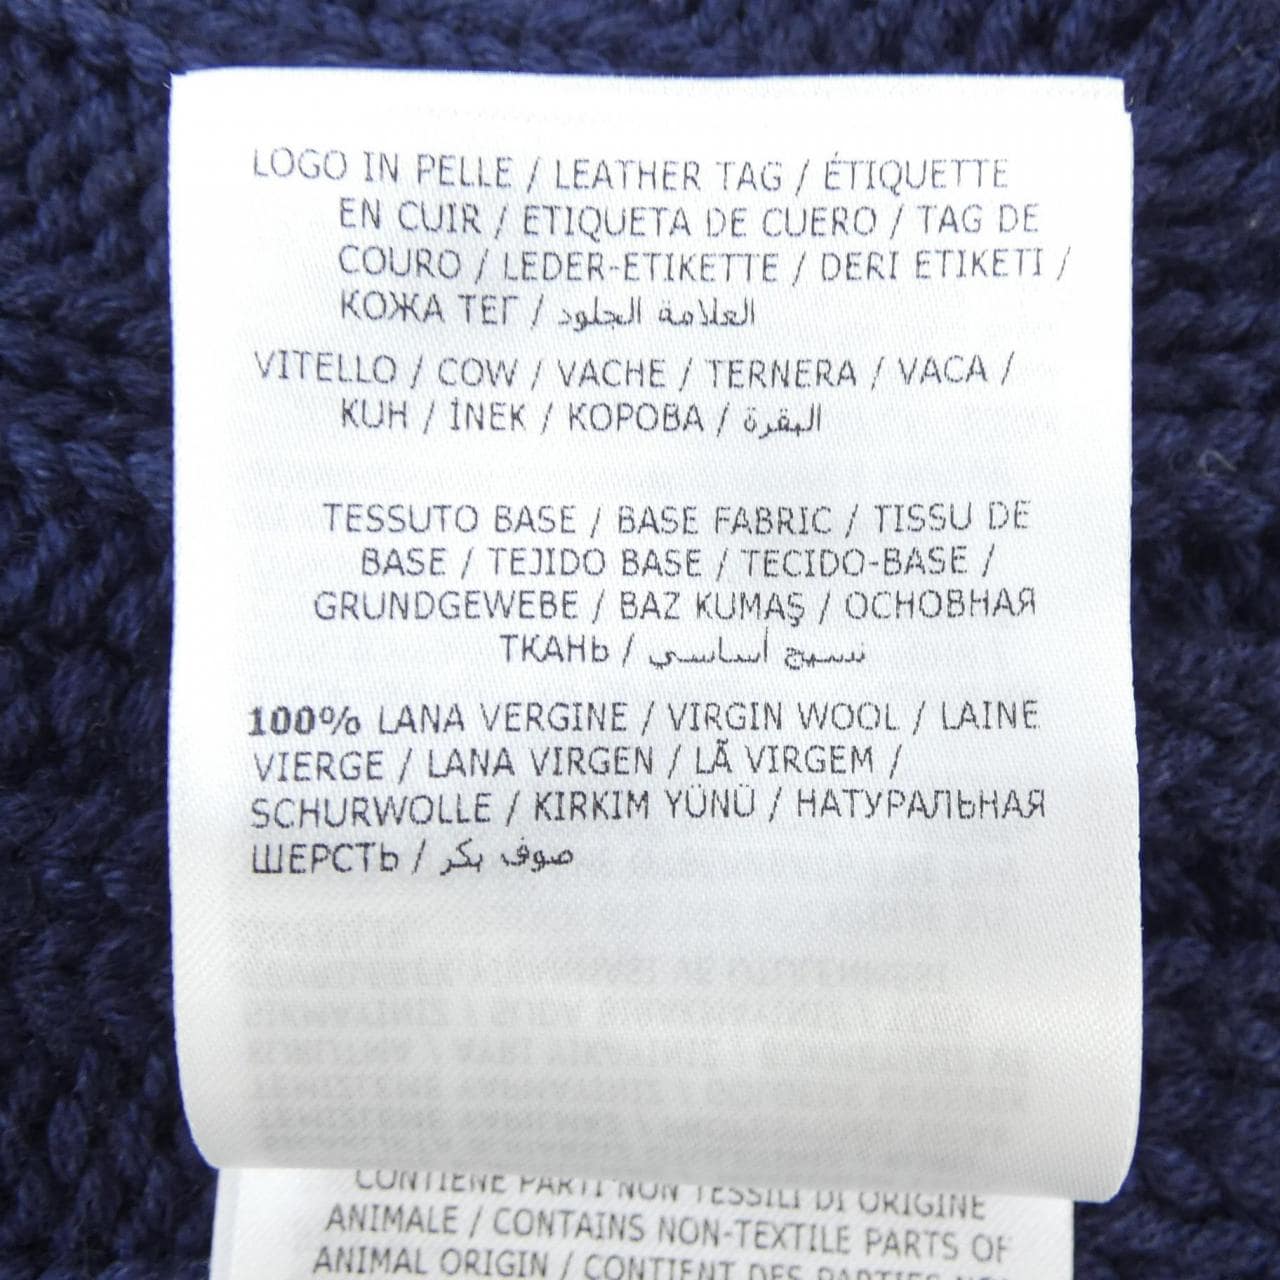 LOGO IN PELLE / LEATHER TAG / ÉTIQUETTE
EN CUIR / ETIQUETA DE CUERO / TAG DE
COURO / LEDER-ETIKETTE / DERI ETIKETI /
КОЖА ТЕГ / العلامة الجلود
VITELLO / COW / VACHE / TERNERA / VACA /
KUH / İNEK / КОРОВА / البقرة
TESSUTO BASE / BASE FABRIC / TISSU DE
BASE / TEJIDO BASE / TECIDO-BASE /
GRUNDGEWEBE / BAZ KUMAŞ / ОСНОВНАЯ
ТКАНЬ / نسيج أساسي
100% LANA VERGINE / VIRGIN WOOL / LAINE
VIERGE / LANA VIRGEN / LÃ VIRGEM /
SCHURWOLLE / KIRKIM YÜNÜ / НАТУРАЛЬНАЯ
ШЕРСТЬ / صوف بكر
CONTIENE PARTI NON TESSILI DI ORIGINE
ANIMALE / CONTAINS NON-TEXTILE PARTS OF
ANIMAL ORIGIN / CONTIENT DES PARTIES